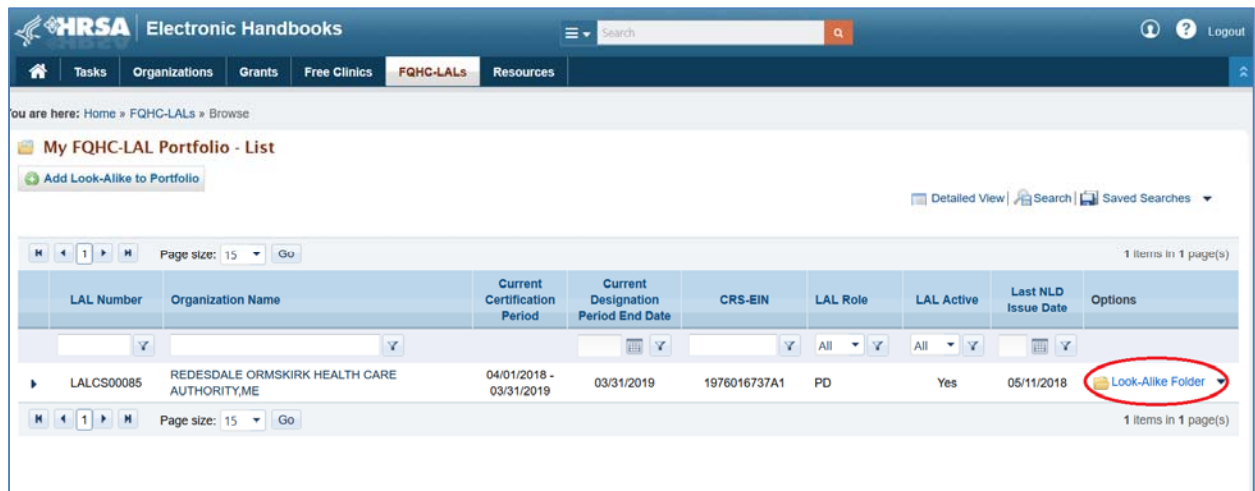 HRSA Electronic Handbooks Search Logout
Tasks Organizations Grants Free Clinics FQHC-LALs Resources
You are here: Home » FQHC-LALs » Browse
My FQHC-LAL Portfolio - List
Add Look-Alike to Portfolio
Detailed View | Search | Saved Searches
1 Page size: 15 Go 1 items in 1 page(s)
LAL Number Organization Name Current Certification Period Current Designation Period End Date CRS-EIN LAL Role LAL Active Last NLD Issue Date Options
All All
LALCS00085 REDESDALE ORMSKIRK HEALTH CARE AUTHORITY,ME 04/01/2018 - 03/31/2019 03/31/2019 1976016737A1 PD Yes 05/11/2018 Look-Alike Folder
1 Page size: 15 Go 1 items in 1 page(s)